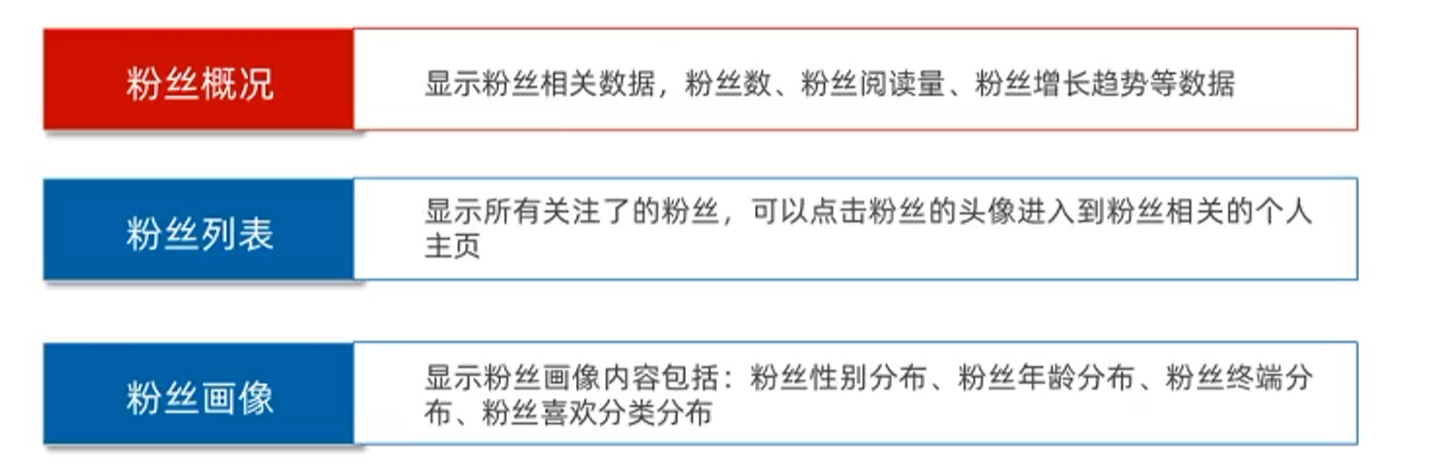 粉丝概况
显示粉丝相关数据，粉丝数、粉丝阅读量、粉丝增长趋势等数据
粉丝列表
显示所有关注了的粉丝，可以点击粉丝的头像进入到粉丝相关的个人
主页
粉丝画像
显示粉丝画像内容包括：粉丝性别分布、粉丝年龄分布、粉丝终端分
布、粉丝喜欢分类分布